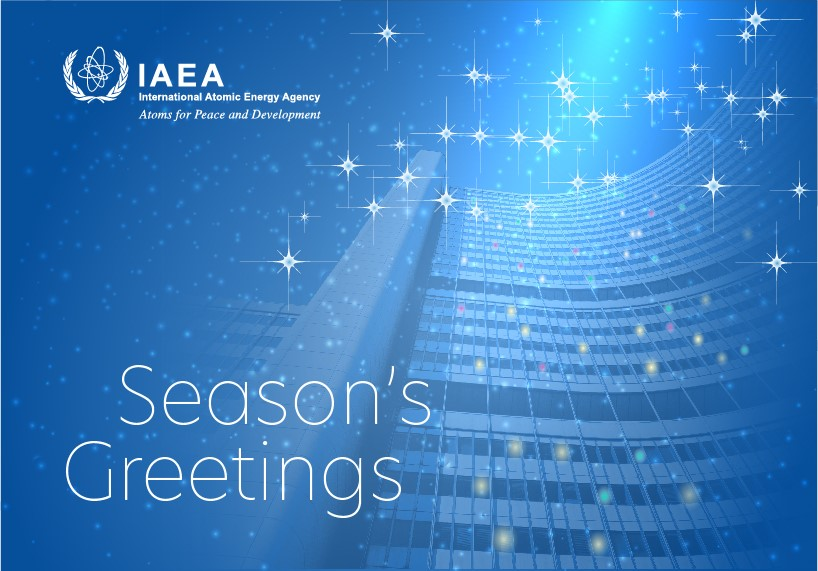 IAEA
International Atomic Energy Agency
Atoms for Peace and Development
Season's
Greetings